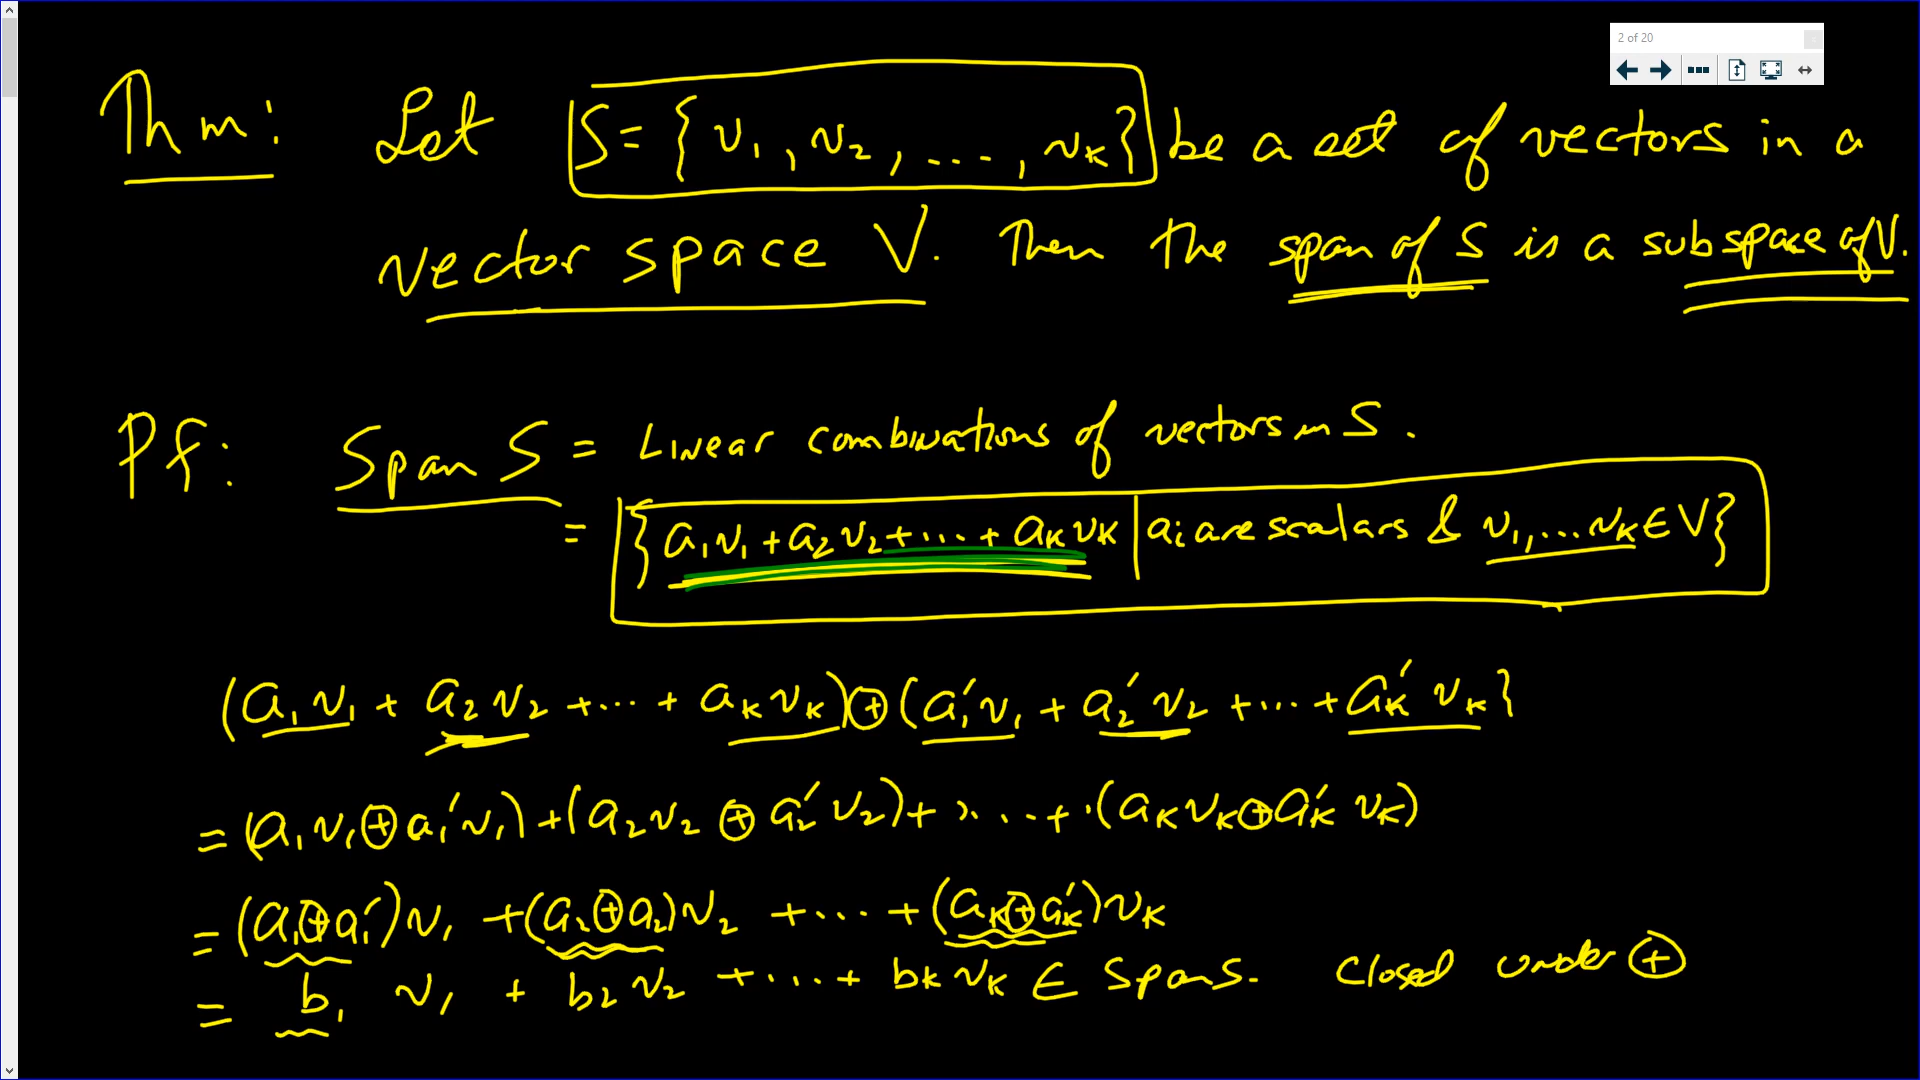 2 of 20
Thm: Let S = { v₁, v₂, ..., vₖ} be a set of vectors in a
vector space V. Then the span of S is a subspace of V.
Pf: Span S = Linear combinations of vectors in S.
= { a₁v₁ + a₂v₂ + ... + aₖvₖ | aᵢ are scalars & v₁, ... vₖ ∈ V}
(a₁v₁ + a₂v₂ + ... + aₖvₖ) ⊕ (a₁'v₁ + a₂'v₂ + ... + aₖ'vₖ}
= (a₁v₁ ⊕ a₁'v₁) + (a₂v₂ ⊕ a₂'v₂) + ... + (aₖvₖ ⊕ aₖ'vₖ)
= (a₁ ⊕ a₁')v₁ + (a₂ ⊕ a₂)v₂ + ... + (aₖ ⊕ aₖ')vₖ
= b₁ v₁ + b₂v₂ + ... + bₖvₖ ∈ Span S. Closed under ⊕